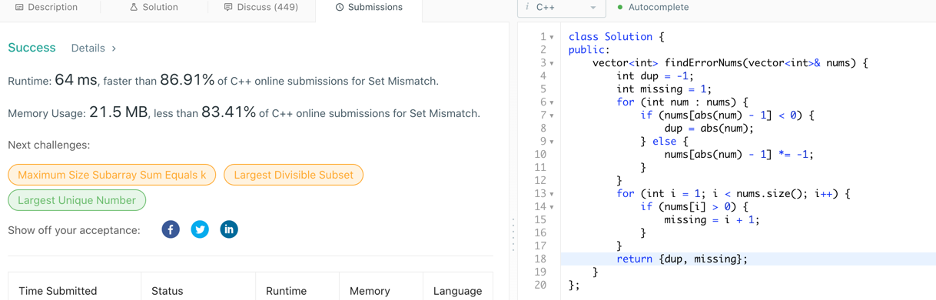 Description Solution Discuss (449) Submissions
Success Details >
Runtime: 64 ms, faster than 86.91% of C++ online submissions for Set Mismatch.
Memory Usage: 21.5 MB, less than 83.41% of C++ online submissions for Set Mismatch.
Next challenges:
Maximum Size Subarray Sum Equals k Largest Divisible Subset
Largest Unique Number
Show off your acceptance:
Time Submitted Status Runtime Memory Language
i C++ Autocomplete
1 class Solution {
2 public:
3 vector<int> findErrorNums(vector<int>& nums) {
4 int dup = -1;
5 int missing = 1;
6 for (int num : nums) {
7 if (nums[abs(num) - 1] < 0) {
8 dup = abs(num);
9 } else {
10 nums[abs(num) - 1] *= -1;
11 }
12 }
13 for (int i = 1; i < nums.size(); i++) {
14 if (nums[i] > 0) {
15 missing = i + 1;
16 }
17 }
18 return {dup, missing};
19 }
20 };